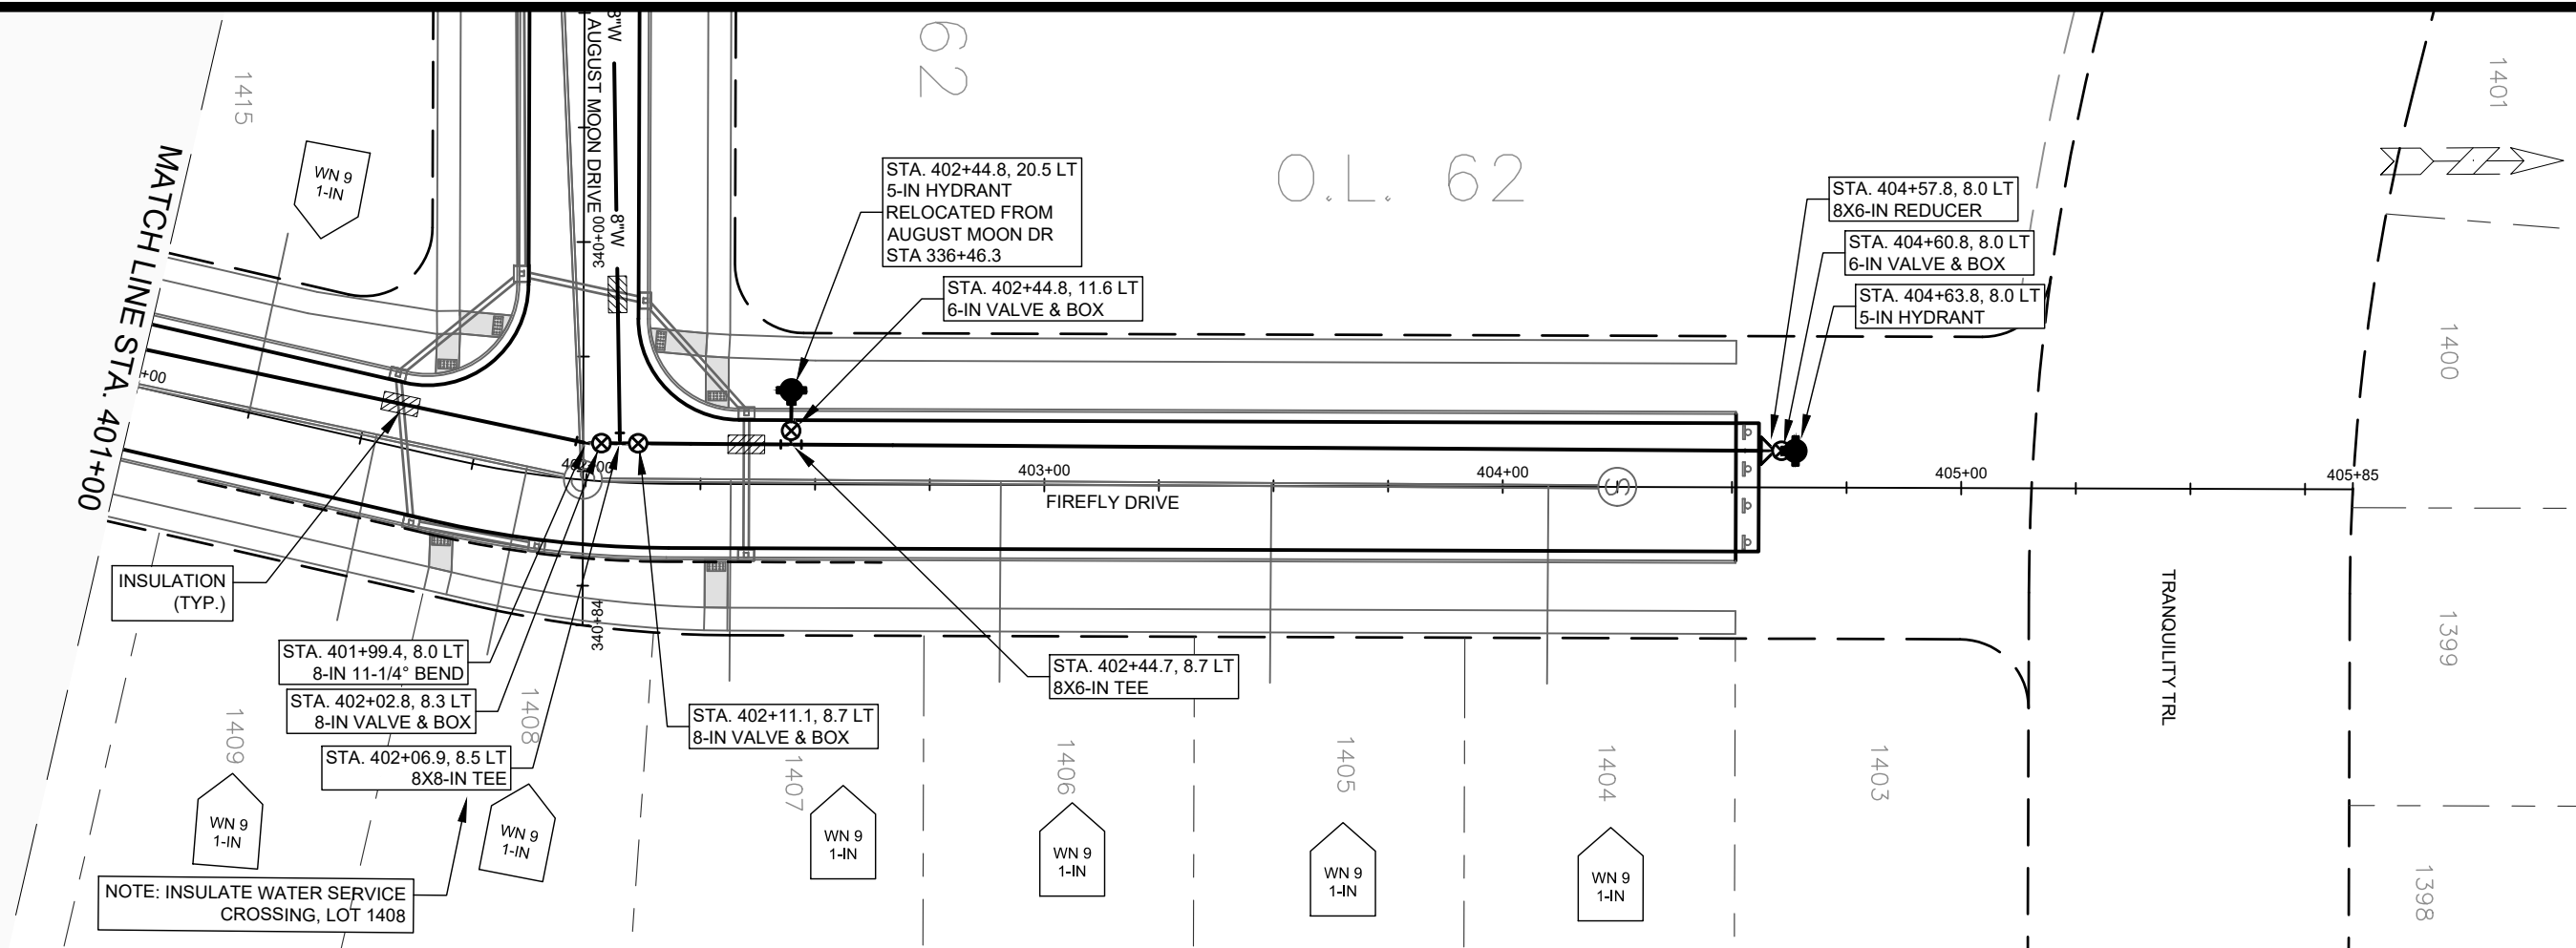 1415
WN 9
1-IN
MATCH LINE STA. 401+00
+00
8"W
AUGUST MOON DRIVE
340+00
8"W
62
O.L. 62
STA. 402+44.8, 20.5 LT
5-IN HYDRANT
RELOCATED FROM
AUGUST MOON DR
STA 336+46.3
STA. 402+44.8, 11.6 LT
6-IN VALVE & BOX
STA. 404+57.8, 8.0 LT
8X6-IN REDUCER
STA. 404+60.8, 8.0 LT
6-IN VALVE & BOX
STA. 404+63.8, 8.0 LT
5-IN HYDRANT
1401
N
1400
402+00
403+00
404+00
405+00
405+85
FIREFLY DRIVE
S
INSULATION
(TYP.)
340+84
TRANQUILITY TRL
1399
STA. 401+99.4, 8.0 LT
8-IN 11-1/4° BEND
STA. 402+02.8, 8.3 LT
8-IN VALVE & BOX
STA. 402+06.9, 8.5 LT
8X8-IN TEE
STA. 402+11.1, 8.7 LT
8-IN VALVE & BOX
STA. 402+44.7, 8.7 LT
8X6-IN TEE
1409
1408
1407
1406
1405
1404
1403
WN 9
1-IN
WN 9
1-IN
WN 9
1-IN
WN 9
1-IN
WN 9
1-IN
WN 9
1-IN
1398
NOTE: INSULATE WATER SERVICE
CROSSING, LOT 1408